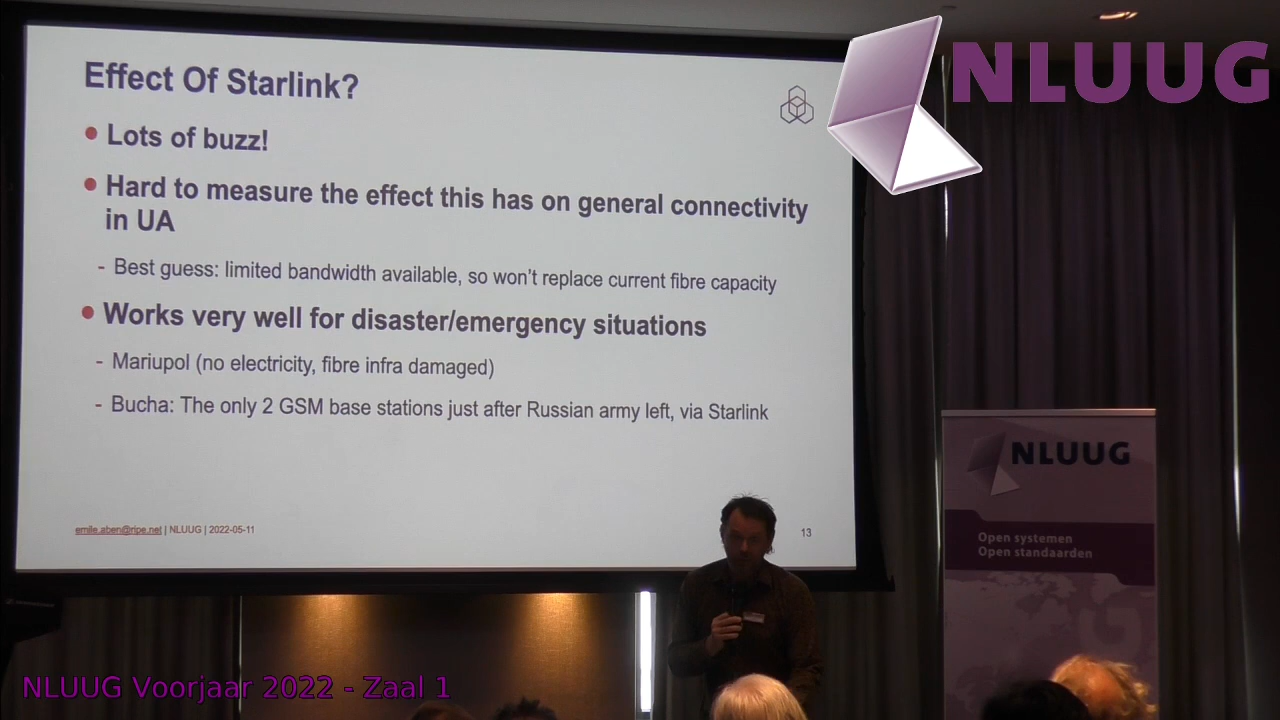 Effect Of Starlink?
NLUUG
• Lots of buzz!
• Hard to measure the effect this has on general connectivity
in UA
- Best guess: limited bandwidth available, so won't replace current fibre capacity
• Works very well for disaster/emergency situations
- Mariupol (no electricity, fibre infra damaged)
- Bucha: The only 2 GSM base stations just after Russian army left, via Starlink
emile.aben@ripe.net | NLUUG | 2022-05-11
13
NLUUG
Open systemen
Open standaarden
NLUUG Voorjaar 2022 - Zaal 1